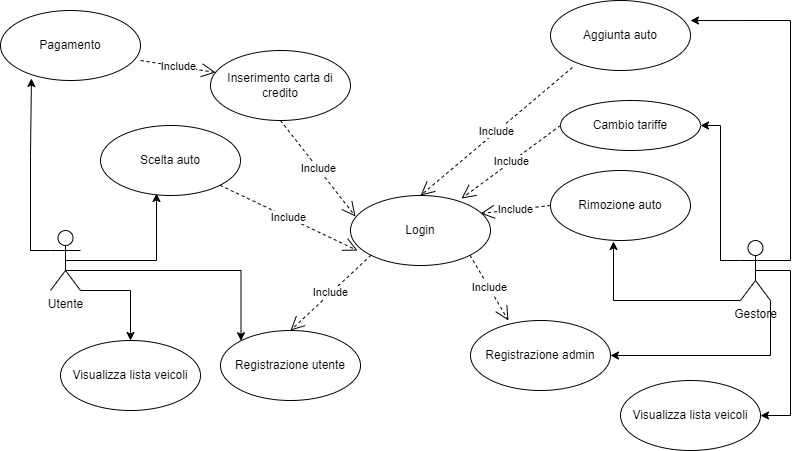 Pagamento
Aggiunta auto
Include
Inserimento carta di
credito
Include
Cambio tariffe
Scelta auto
Include
Include
Include
Include
Rimozione auto
Login
Utente
Include
Include
Gestore
Visualizza lista veicoli
Registrazione utente
Registrazione admin
Visualizza lista veicoli